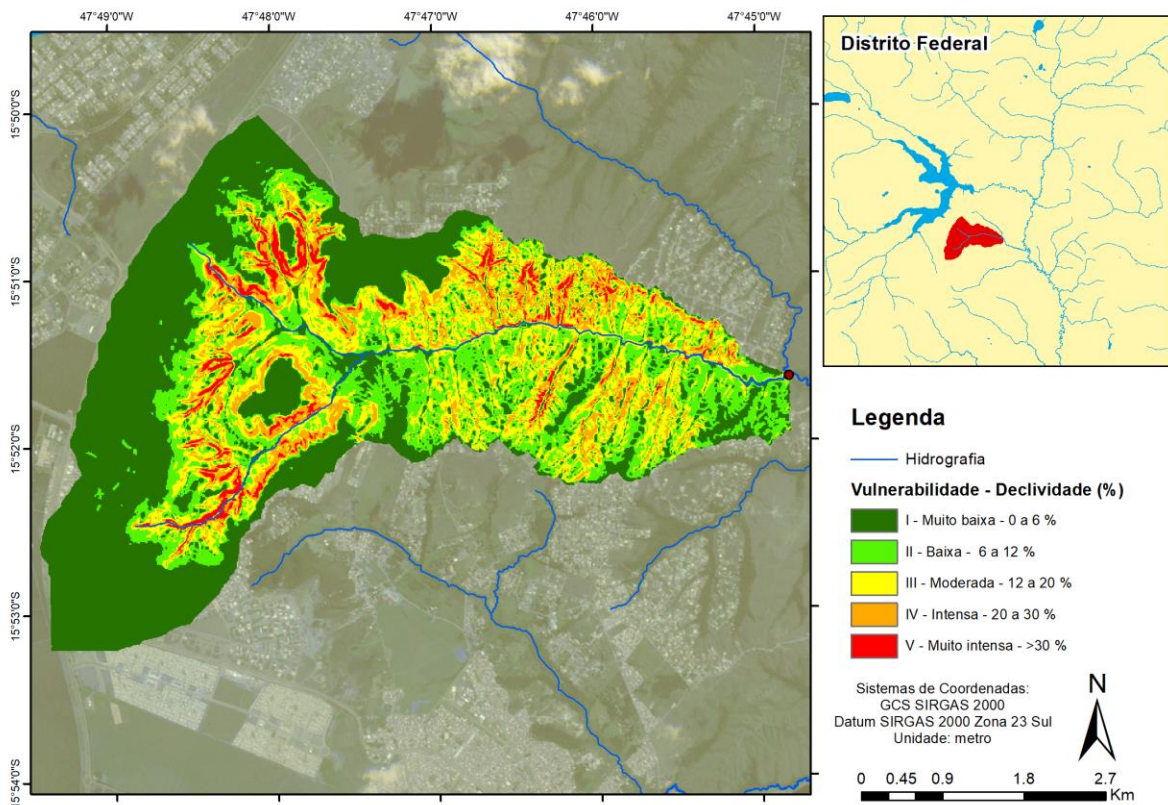 47°49'0"W
47°48'0"W
47°47'0"W
47°46'0"W
47°45'0"W
15°50'0"S
15°51'0"S
15°52'0"S
15°53'0"S
15°54'0"S
Distrito Federal
Legenda
Hidrografia
Vulnerabilidade - Declividade (%)
I - Muito baixa - 0 a 6 %
II - Baixa - 6 a 12 %
III - Moderada - 12 a 20 %
IV - Intensa - 20 a 30 %
V - Muito intensa - >30 %
Sistemas de Coordenadas:
GCS SIRGAS 2000
Datum SIRGAS 2000 Zona 23 Sul
Unidade: metro
N
0 0.45 0.9 1.8 2.7
Km